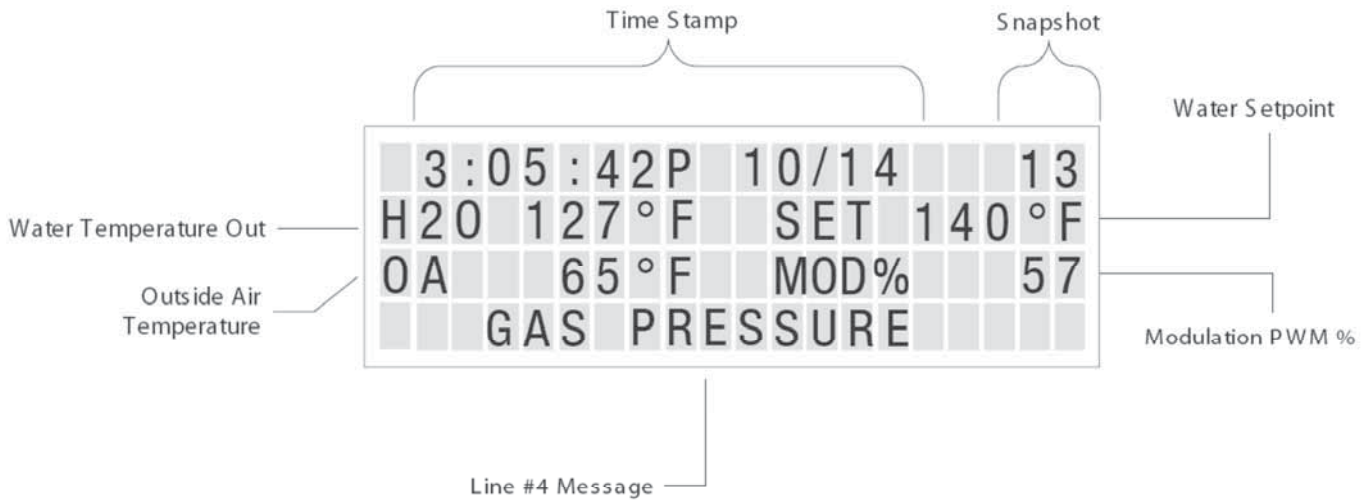 Time Stamp
Snapshot
Water Setpoint
3:05:42P 10/14 13
Water Temperature Out
H2O 127°F SET 140°F
Outside Air
Temperature
OA 65°F MOD% 57
GAS PRESSURE
Modulation PWM %
Line #4 Message